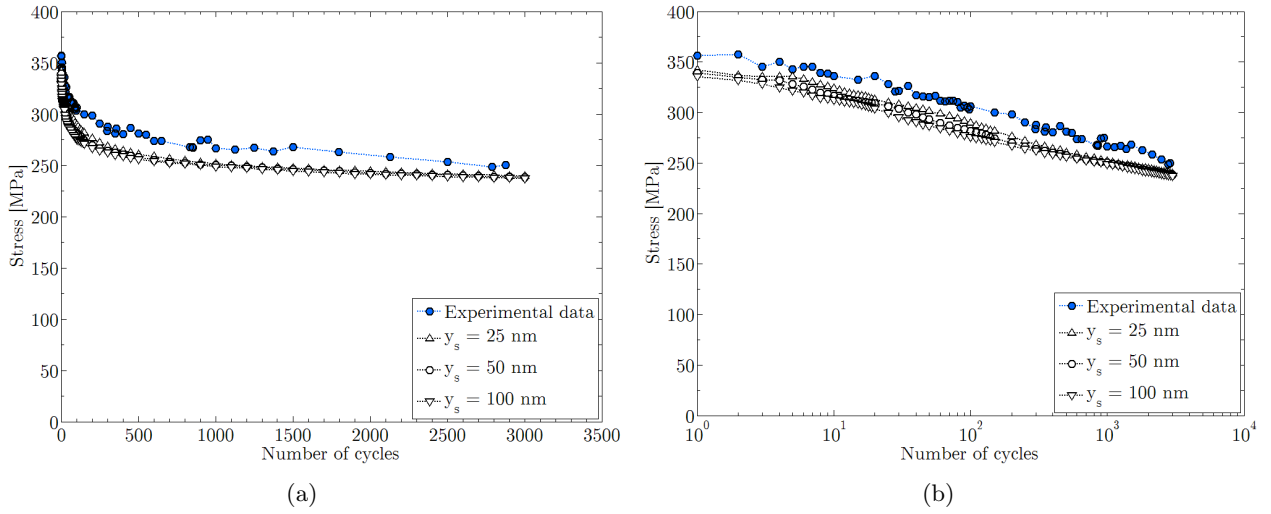 400
350
300
250
200
150
100
50
0
Stress [MPa]
0 500 1000 1500 2000 2500 3000 3500
Number of cycles
Experimental data
y_s = 25 nm
y_s = 50 nm
y_s = 100 nm
(a)
400
350
300
250
200
150
100
50
0
Stress [MPa]
10^0 10^1 10^2 10^3 10^4
Number of cycles
Experimental data
y_s = 25 nm
y_s = 50 nm
y_s = 100 nm
(b)